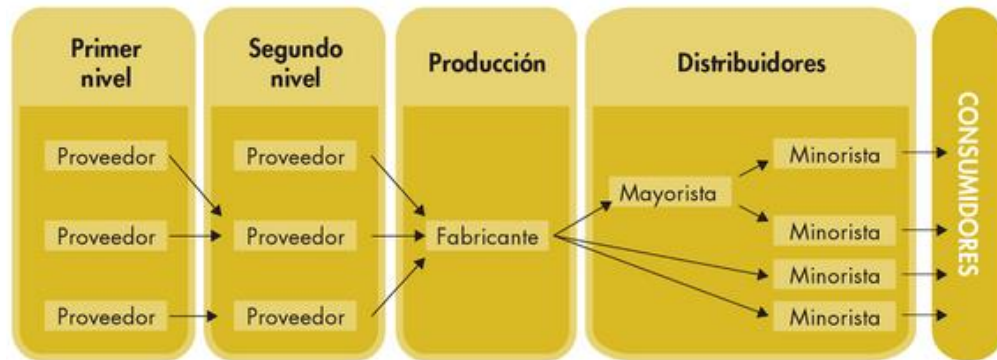 Primer
nivel
Segundo
nivel
Producción
Distribuidores
CONSUMIDORES
Proveedor
Proveedor
Proveedor
Proveedor
Proveedor
Proveedor
Fabricante
Mayorista
Minorista
Minorista
Minorista
Minorista